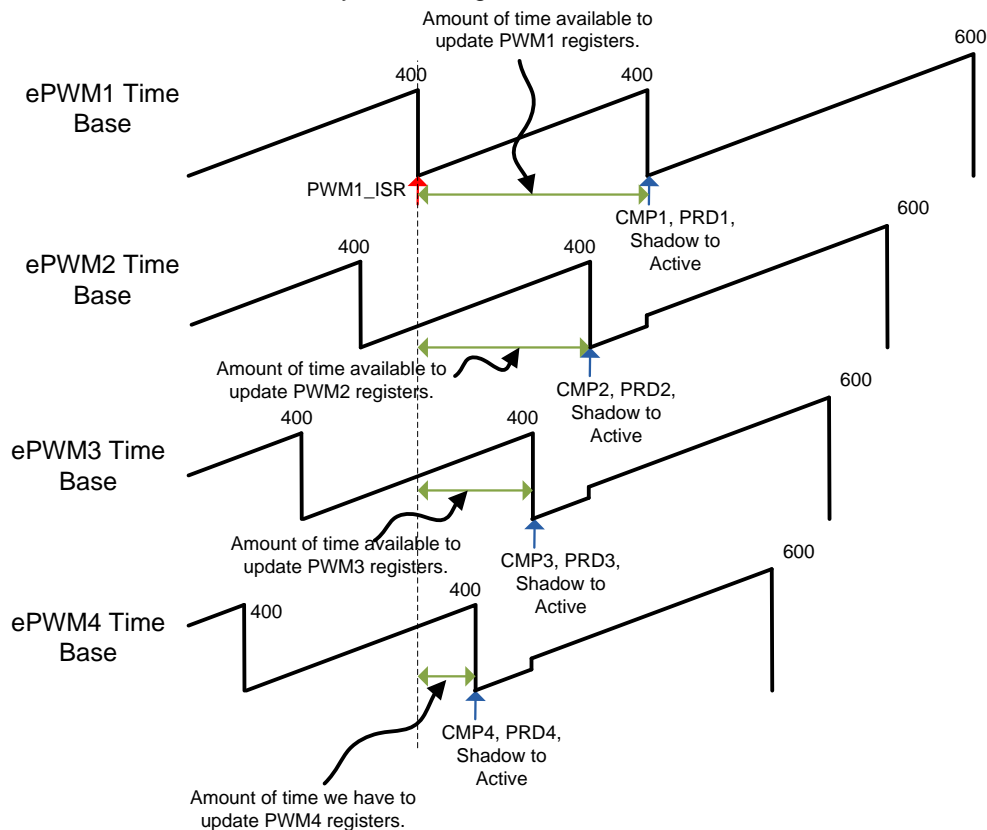 Amount of time available to
update PWM1 registers.
400
400
600
ePWM1 Time
Base
PWM1_ISR
CMP1, PRD1,
Shadow to
Active
400
400
600
ePWM2 Time
Base
Amount of time available to
update PWM2 registers.
CMP2, PRD2,
Shadow to
Active
400
400
600
ePWM3 Time
Base
Amount of time available to
update PWM3 registers.
CMP3, PRD3,
Shadow to
Active
400
400
600
ePWM4 Time
Base
CMP4, PRD4,
Shadow to
Active
Amount of time we have to
update PWM4 registers.